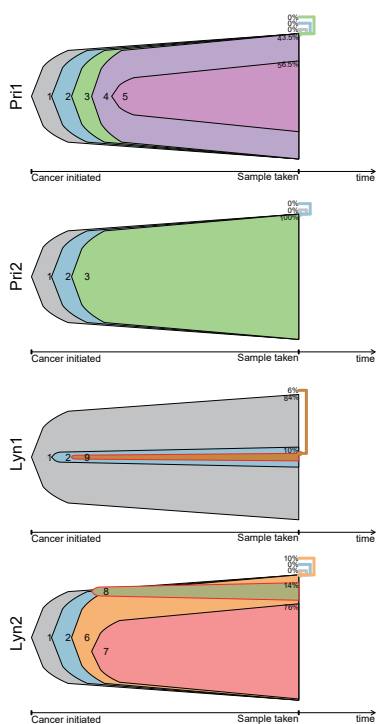 0%
0%
0%
43.5%
56.5%
Pri1
1 2 3 4 5
Cancer initiated Sample taken time
0%
0%
100%
Pri2
1 2 3
Cancer initiated Sample taken time
6%
84%
10%
Lyn1
1 2 9
Cancer initiated Sample taken time
10%
0%
0%
14%
76%
Lyn2
8
1 2 6
7
Cancer initiated Sample taken time